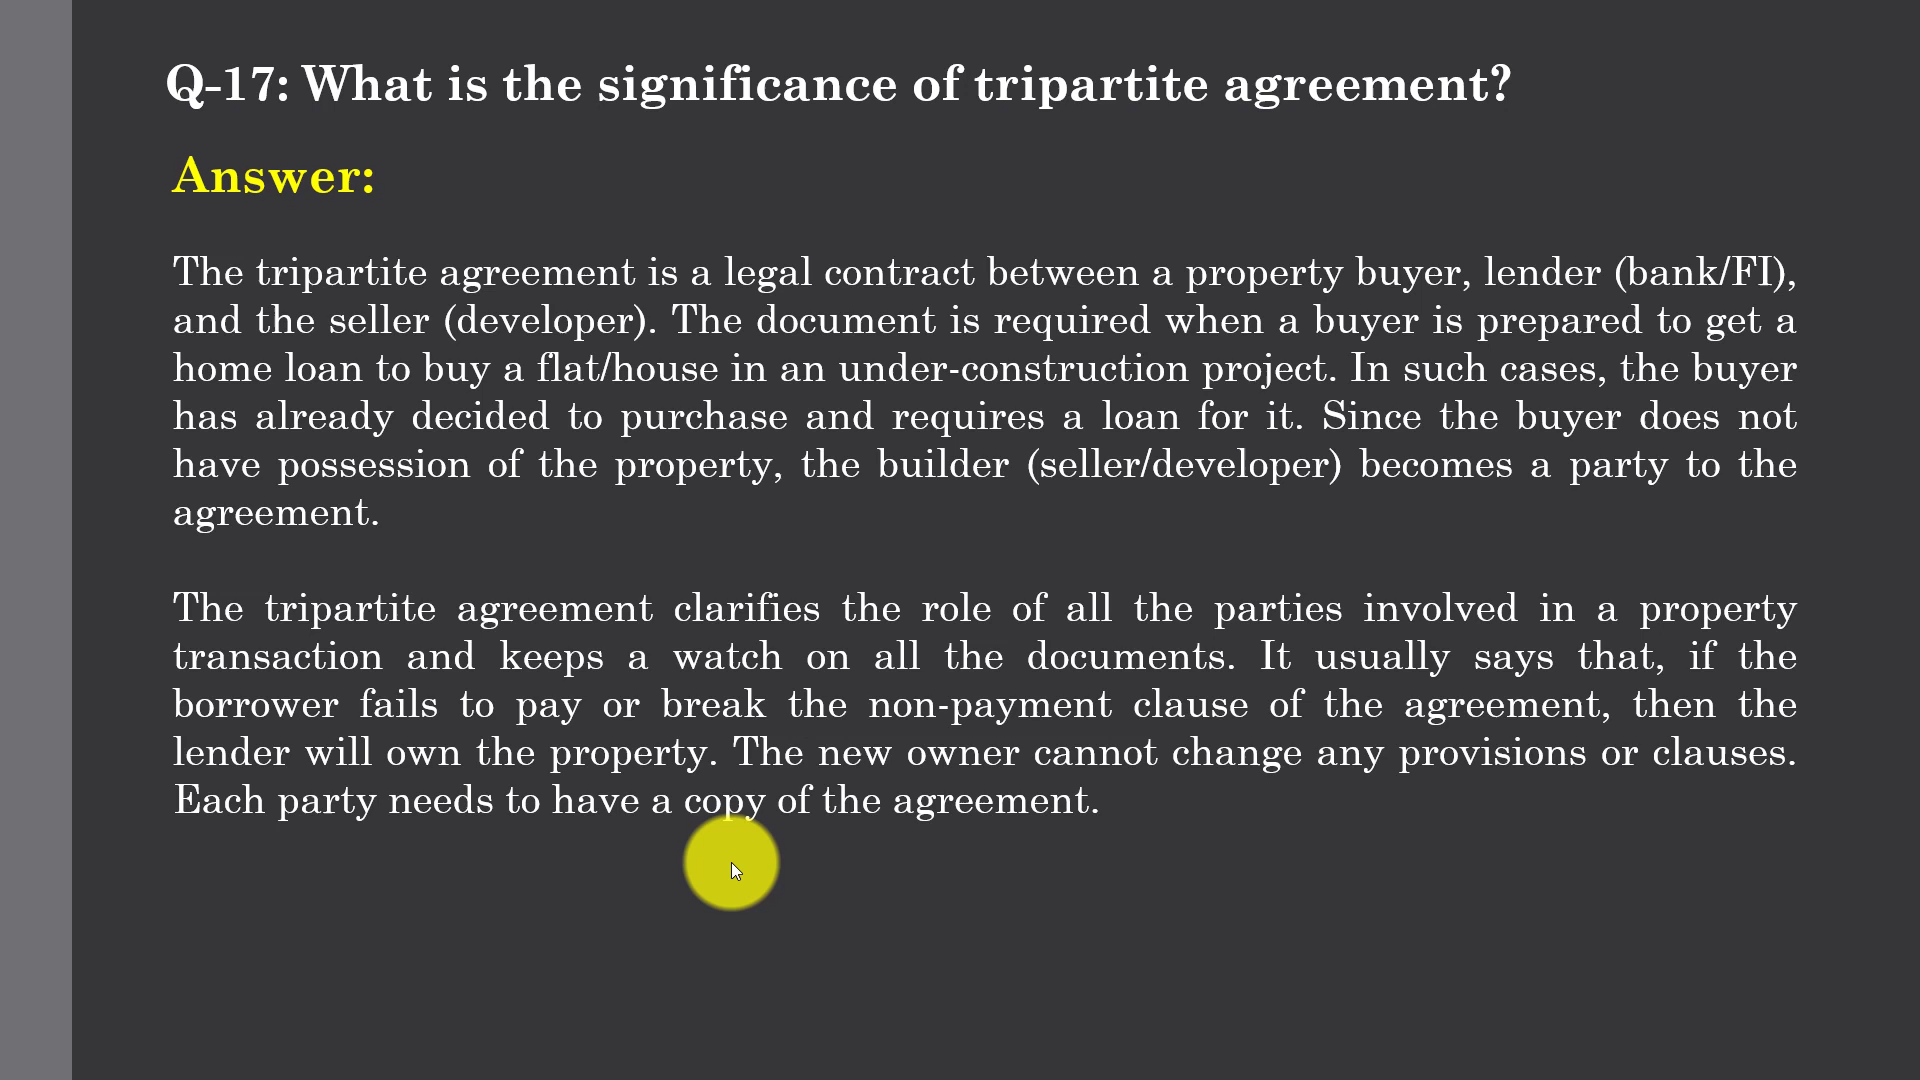 Q-17: What is the significance of tripartite agreement?
Answer:
The tripartite agreement is a legal contract between a property buyer, lender (bank/FI),
and the seller (developer). The document is required when a buyer is prepared to get a
home loan to buy a flat/house in an under-construction project. In such cases, the buyer
has already decided to purchase and requires a loan for it. Since the buyer does not
have possession of the property, the builder (seller/developer) becomes a party to the
agreement.
The tripartite agreement clarifies the role of all the parties involved in a property
transaction and keeps a watch on all the documents. It usually says that, if the
borrower fails to pay or break the non-payment clause of the agreement, then the
lender will own the property. The new owner cannot change any provisions or clauses.
Each party needs to have a copy of the agreement.